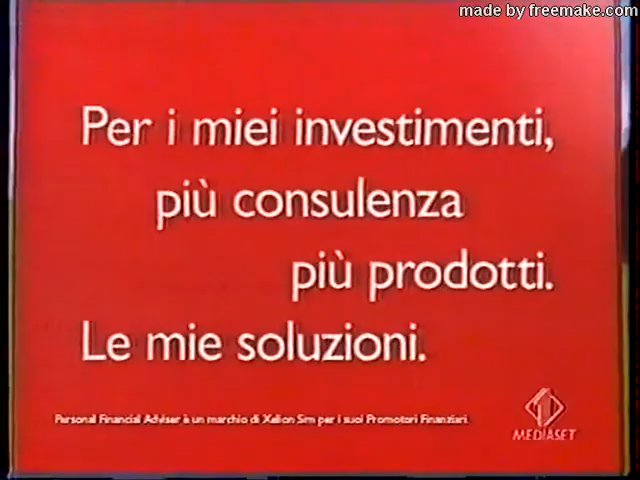 made by freemake.com
Per i miei investimenti,
più consulenza
più prodotti.
Le mie soluzioni.
Personal Financial Adviser è un marchio di Xelion Sim per i suoi Promotori Finanziari.
1
MEDIASET